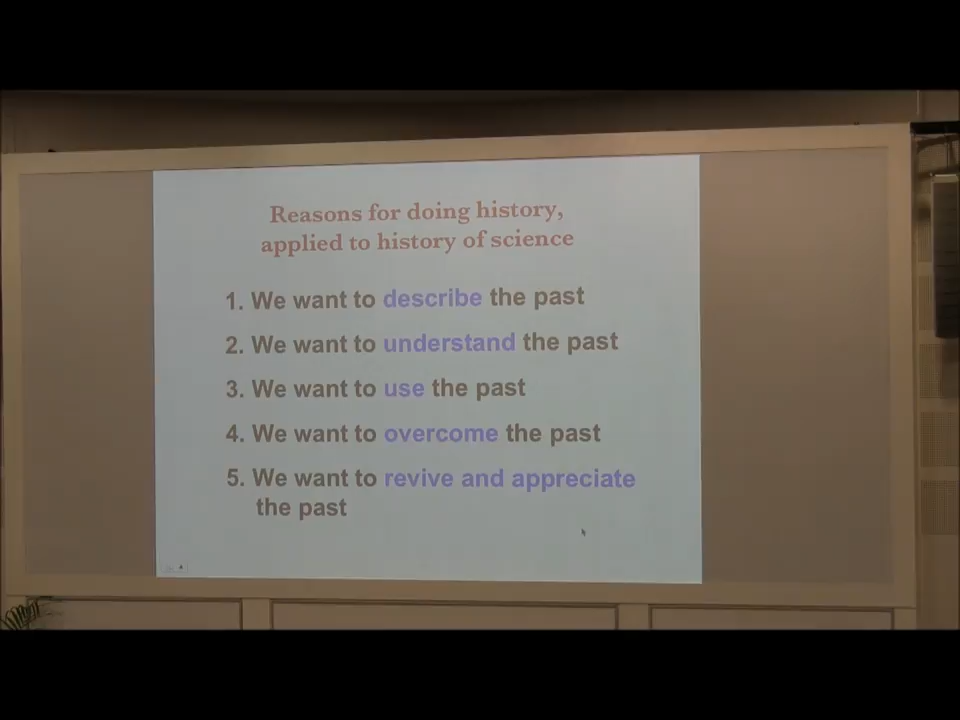 Reasons for doing history,
applied to history of science
1. We want to describe the past
2. We want to understand the past
3. We want to use the past
4. We want to overcome the past
5. We want to revive and appreciate
the past